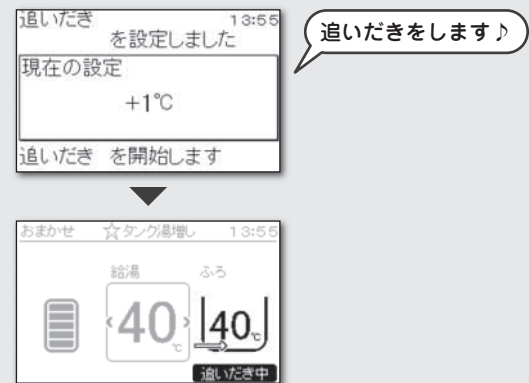 追いだき 13:55
を設定しました
現在の設定
+1℃
追いだき を開始します
追いだきをします♪
おまかせ ☆タンク湯増し 13:55
給湯 ふろ
40℃ 40℃
追いだき中